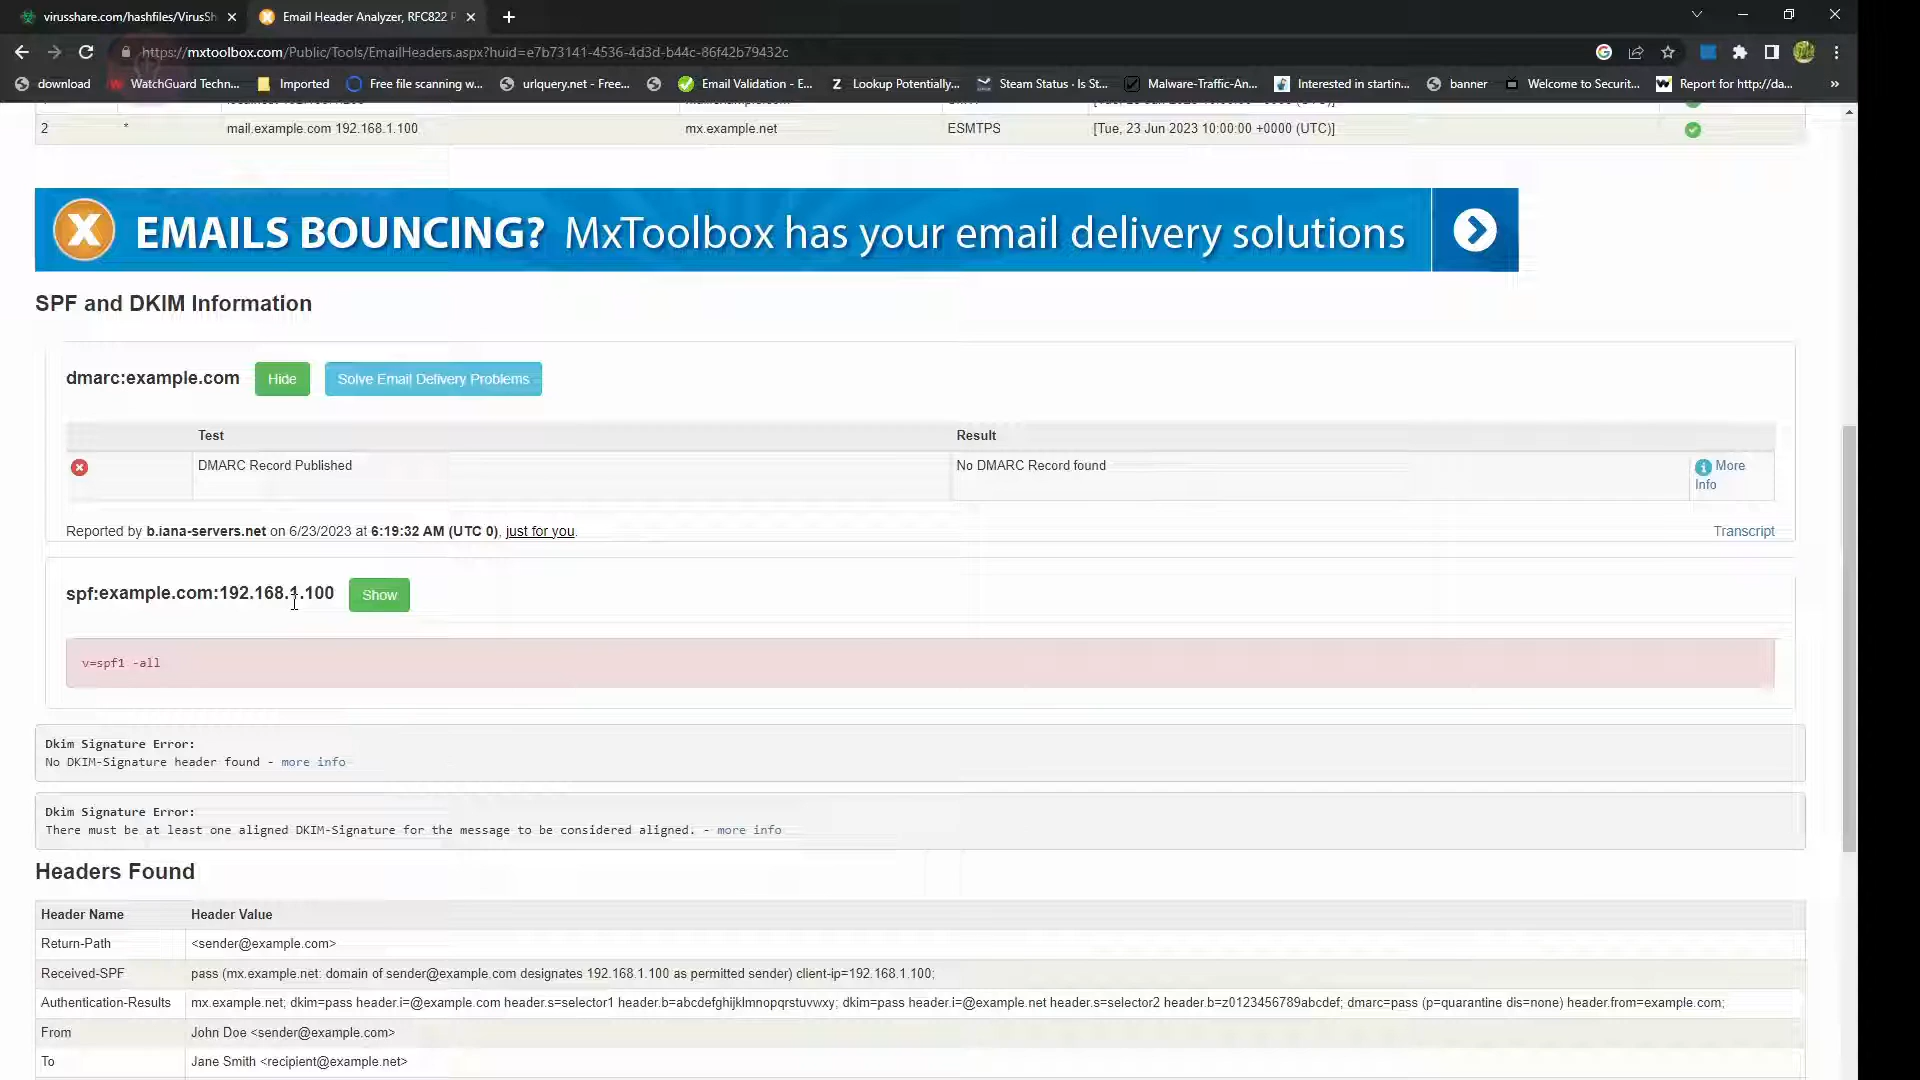 virusshare.com/hashfiles/VirusSh
Email Header Analyzer, RFC822 P
https://mxtoolbox.com/Public/Tools/EmailHeaders.aspx?huid=e7b73141-4536-4d3d-b44c-86f42b79432c
download WatchGuard Techn... Imported Free file scanning w... urlquery.net - Free... Email Validation - E... Lookup Potentially... Steam Status · Is St... Malware-Traffic-An... Interested in startin... banner Welcome to Securit... Report for http://da... »
2 * mail.example.com 192.168.1.100 mx.example.net ESMTPS [Tue, 23 Jun 2023 10:00:00 +0000 (UTC)]
X EMAILS BOUNCING? MxToolbox has your email delivery solutions
SPF and DKIM Information
dmarc:example.com Hide Solve Email Delivery Problems
Test Result
DMARC Record Published No DMARC Record found More
Info
Reported by b.iana-servers.net on 6/23/2023 at 6:19:32 AM (UTC 0), just for you. Transcript
spf:example.com:192.168.1.100 Show
v=spf1 -all
Dkim Signature Error:
No DKIM-Signature header found - more info
Dkim Signature Error:
There must be at least one aligned DKIM-Signature for the message to be considered aligned. - more info
Headers Found
Header Name Header Value
Return-Path <sender@example.com>
Received-SPF pass (mx.example.net: domain of sender@example.com designates 192.168.1.100 as permitted sender) client-ip=192.168.1.100;
Authentication-Results mx.example.net; dkim=pass header.i=@example.com header.s=selector1 header.b=abcdefghijklmnopqrstuvwxy; dkim=pass header.i=@example.net header.s=selector2 header.b=z0123456789abcdef; dmarc=pass (p=quarantine dis=none) header.from=example.com;
From John Doe <sender@example.com>
To Jane Smith <recipient@example.net>